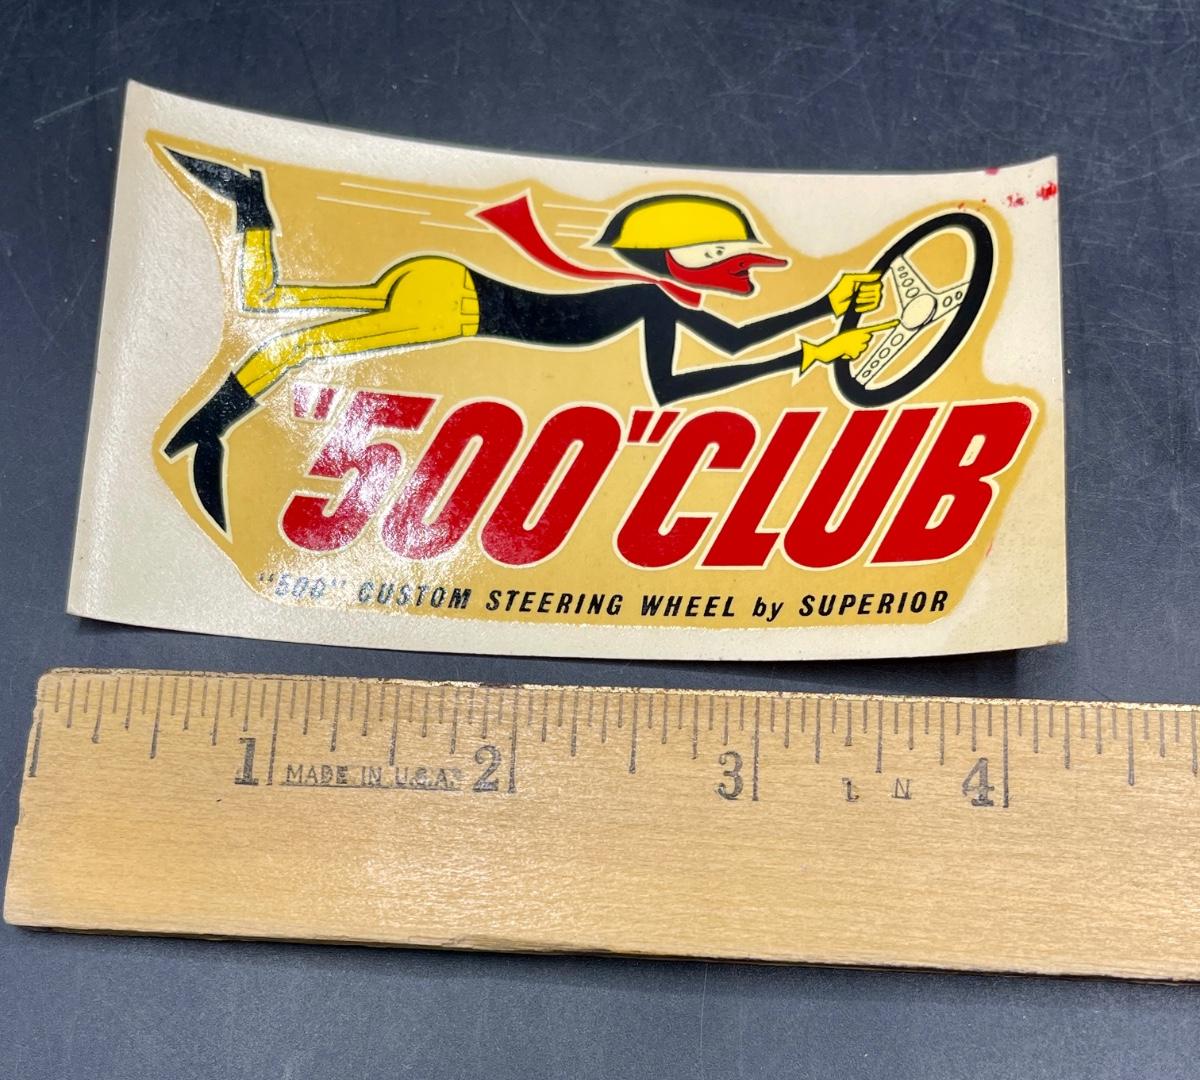 "500" CLUB
"500" CUSTOM STEERING WHEEL by SUPERIOR
1 MADE IN U.S.A. 2 3 4